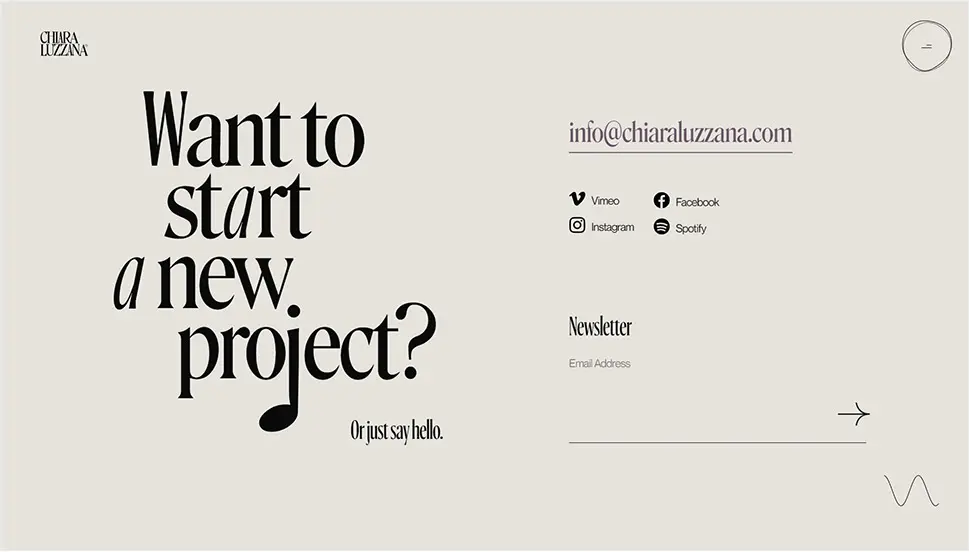 CHIARA
LUZZANA
Want to
start
a new
project?
Or just say hello.
info@chiaraluzzana.com
Vimeo
Facebook
Instagram
Spotify
Newsletter
Email Address